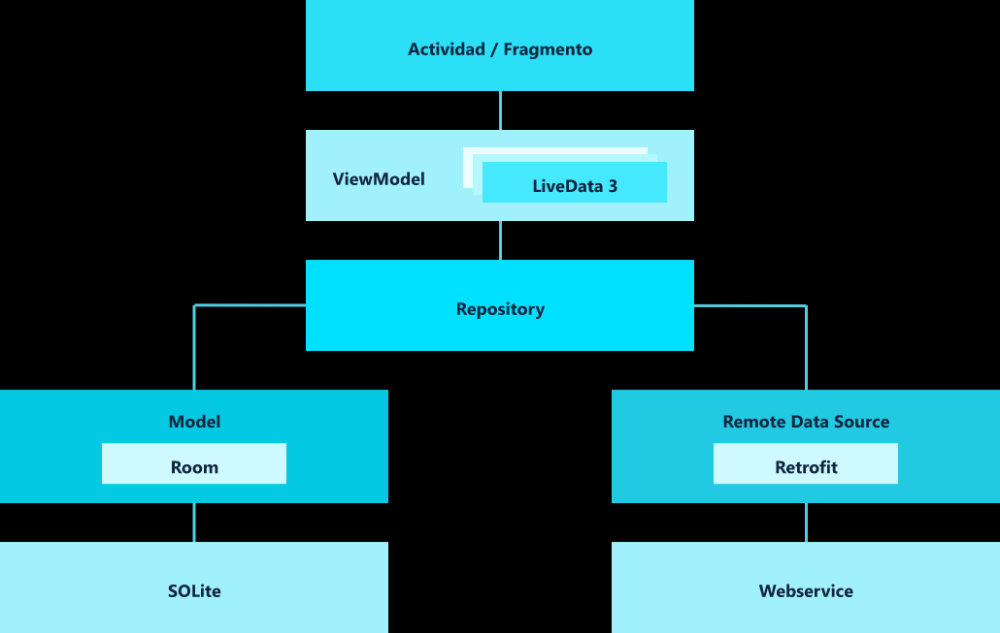 Actividad / Fragmento
ViewModel
LiveData 3
Repository
Model
Remote Data Source
Room
Retrofit
SOLite
Webservice